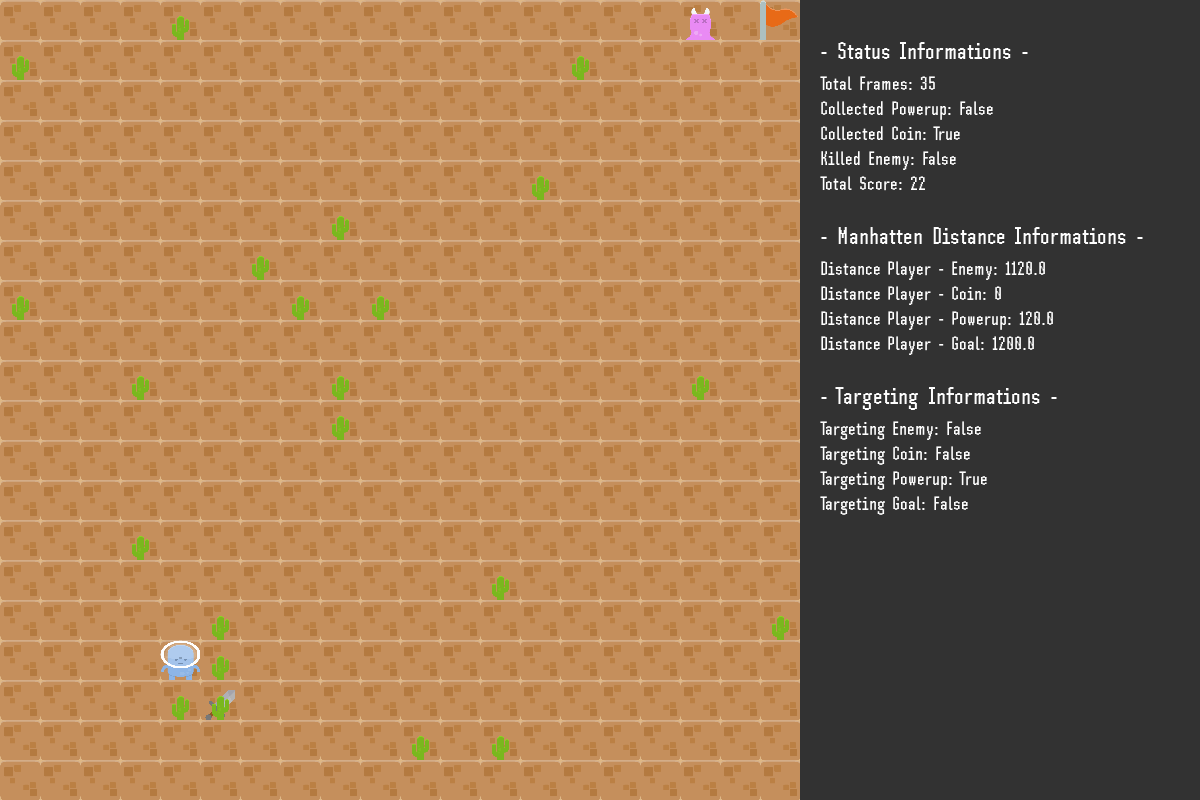 - Status Informations -
Total Frames: 35
Collected Powerup: False
Collected Coin: True
Killed Enemy: False
Total Score: 22
- Manhatten Distance Informations -
Distance Player - Enemy: 1120.0
Distance Player - Coin: 0
Distance Player - Powerup: 120.0
Distance Player - Goal: 1200.0
- Targeting Informations -
Targeting Enemy: False
Targeting Coin: False
Targeting Powerup: True
Targeting Goal: False